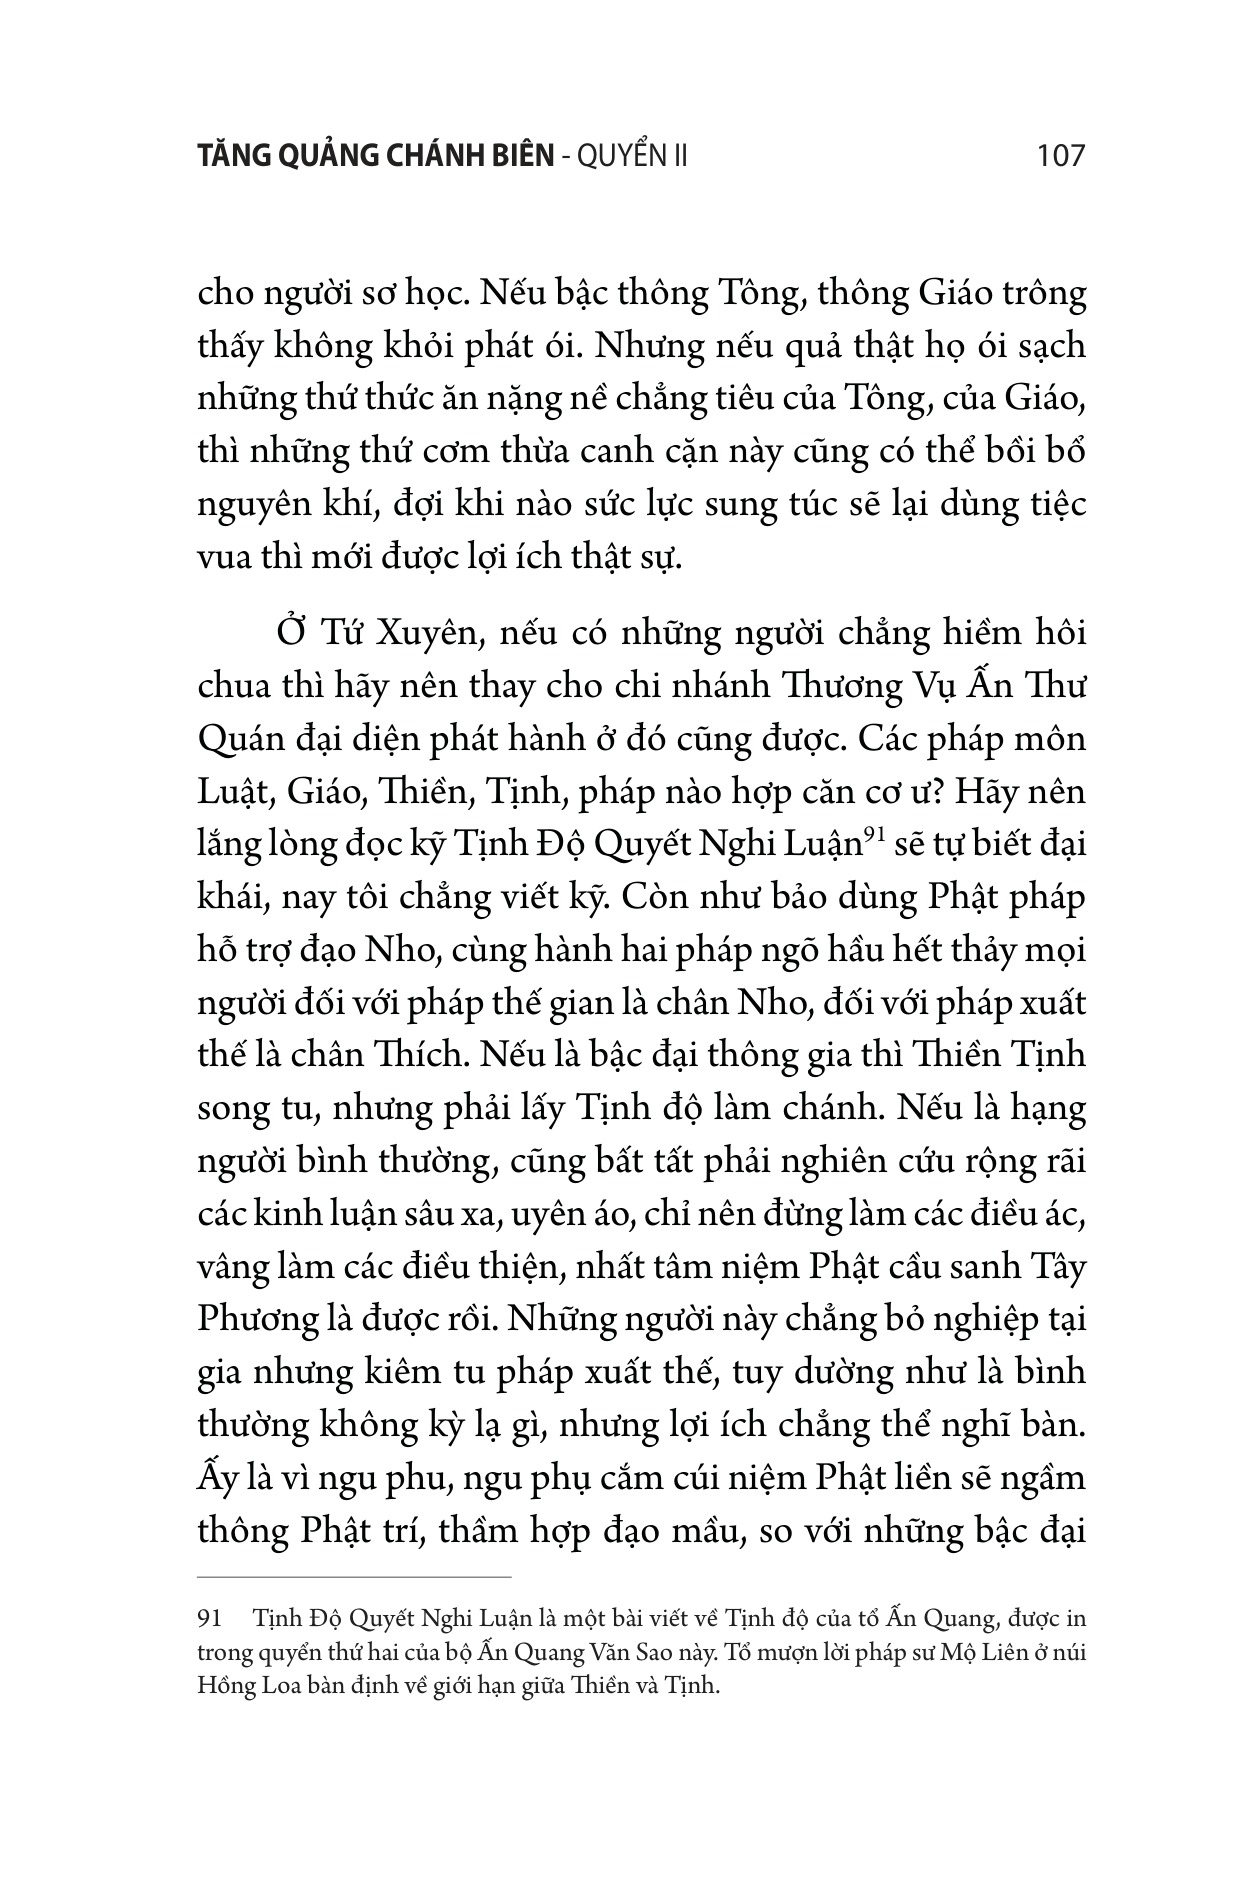 TĂNG QUẢNG CHÁNH BIÊN - QUYỂN II 107
cho người sơ học. Nếu bậc thông Tông, thông Giáo trông
thấy không khỏi phát ói. Nhưng nếu quả thật họ ói sạch
những thứ thức ăn nặng nề chẳng tiêu của Tông, của Giáo,
thì những thứ cơm thừa canh cặn này cũng có thể bồi bổ
nguyên khí, đợi khi nào sức lực sung túc sẽ lại dùng tiệc
vua thì mới được lợi ích thật sự.
Ở Tứ Xuyên, nếu có những người chẳng hiềm hôi
chua thì hãy nên thay cho chi nhánh Thương Vụ Ấn Thư
Quán đại diện phát hành ở đó cũng được. Các pháp môn
Luật, Giáo, Thiền, Tịnh, pháp nào hợp căn cơ ư? Hãy nên
lắng lòng đọc kỹ Tịnh Độ Quyết Nghi Luận91 sẽ tự biết đại
khái, nay tôi chẳng viết kỹ. Còn như bảo dùng Phật pháp
hỗ trợ đạo Nho, cùng hành hai pháp ngõ hầu hết thảy mọi
người đối với pháp thế gian là chân Nho, đối với pháp xuất
thế là chân Thích. Nếu là bậc đại thông gia thì Thiền Tịnh
song tu, nhưng phải lấy Tịnh độ làm chánh. Nếu là hạng
người bình thường, cũng bất tất phải nghiên cứu rộng rãi
các kinh luận sâu xa, uyên áo, chỉ nên đừng làm các điều ác,
vâng làm các điều thiện, nhất tâm niệm Phật cầu sanh Tây
Phương là được rồi. Những người này chẳng bỏ nghiệp tại
gia nhưng kiêm tu pháp xuất thế, tuy dường như là bình
thường không kỳ lạ gì, nhưng lợi ích chẳng thể nghĩ bàn.
Ấy là vì ngu phu, ngu phụ cắm cúi niệm Phật liền sẽ ngầm
thông Phật trí, thầm hợp đạo mầu, so với những bậc đại
91 Tịnh Độ Quyết Nghi Luận là một bài viết về Tịnh độ của tổ Ấn Quang, được in
trong quyển thứ hai của bộ Ấn Quang Văn Sao này. Tổ mượn lời pháp sư Mộ Liên ở núi
Hồng Loa bàn định về giới hạn giữa Thiền và Tịnh.